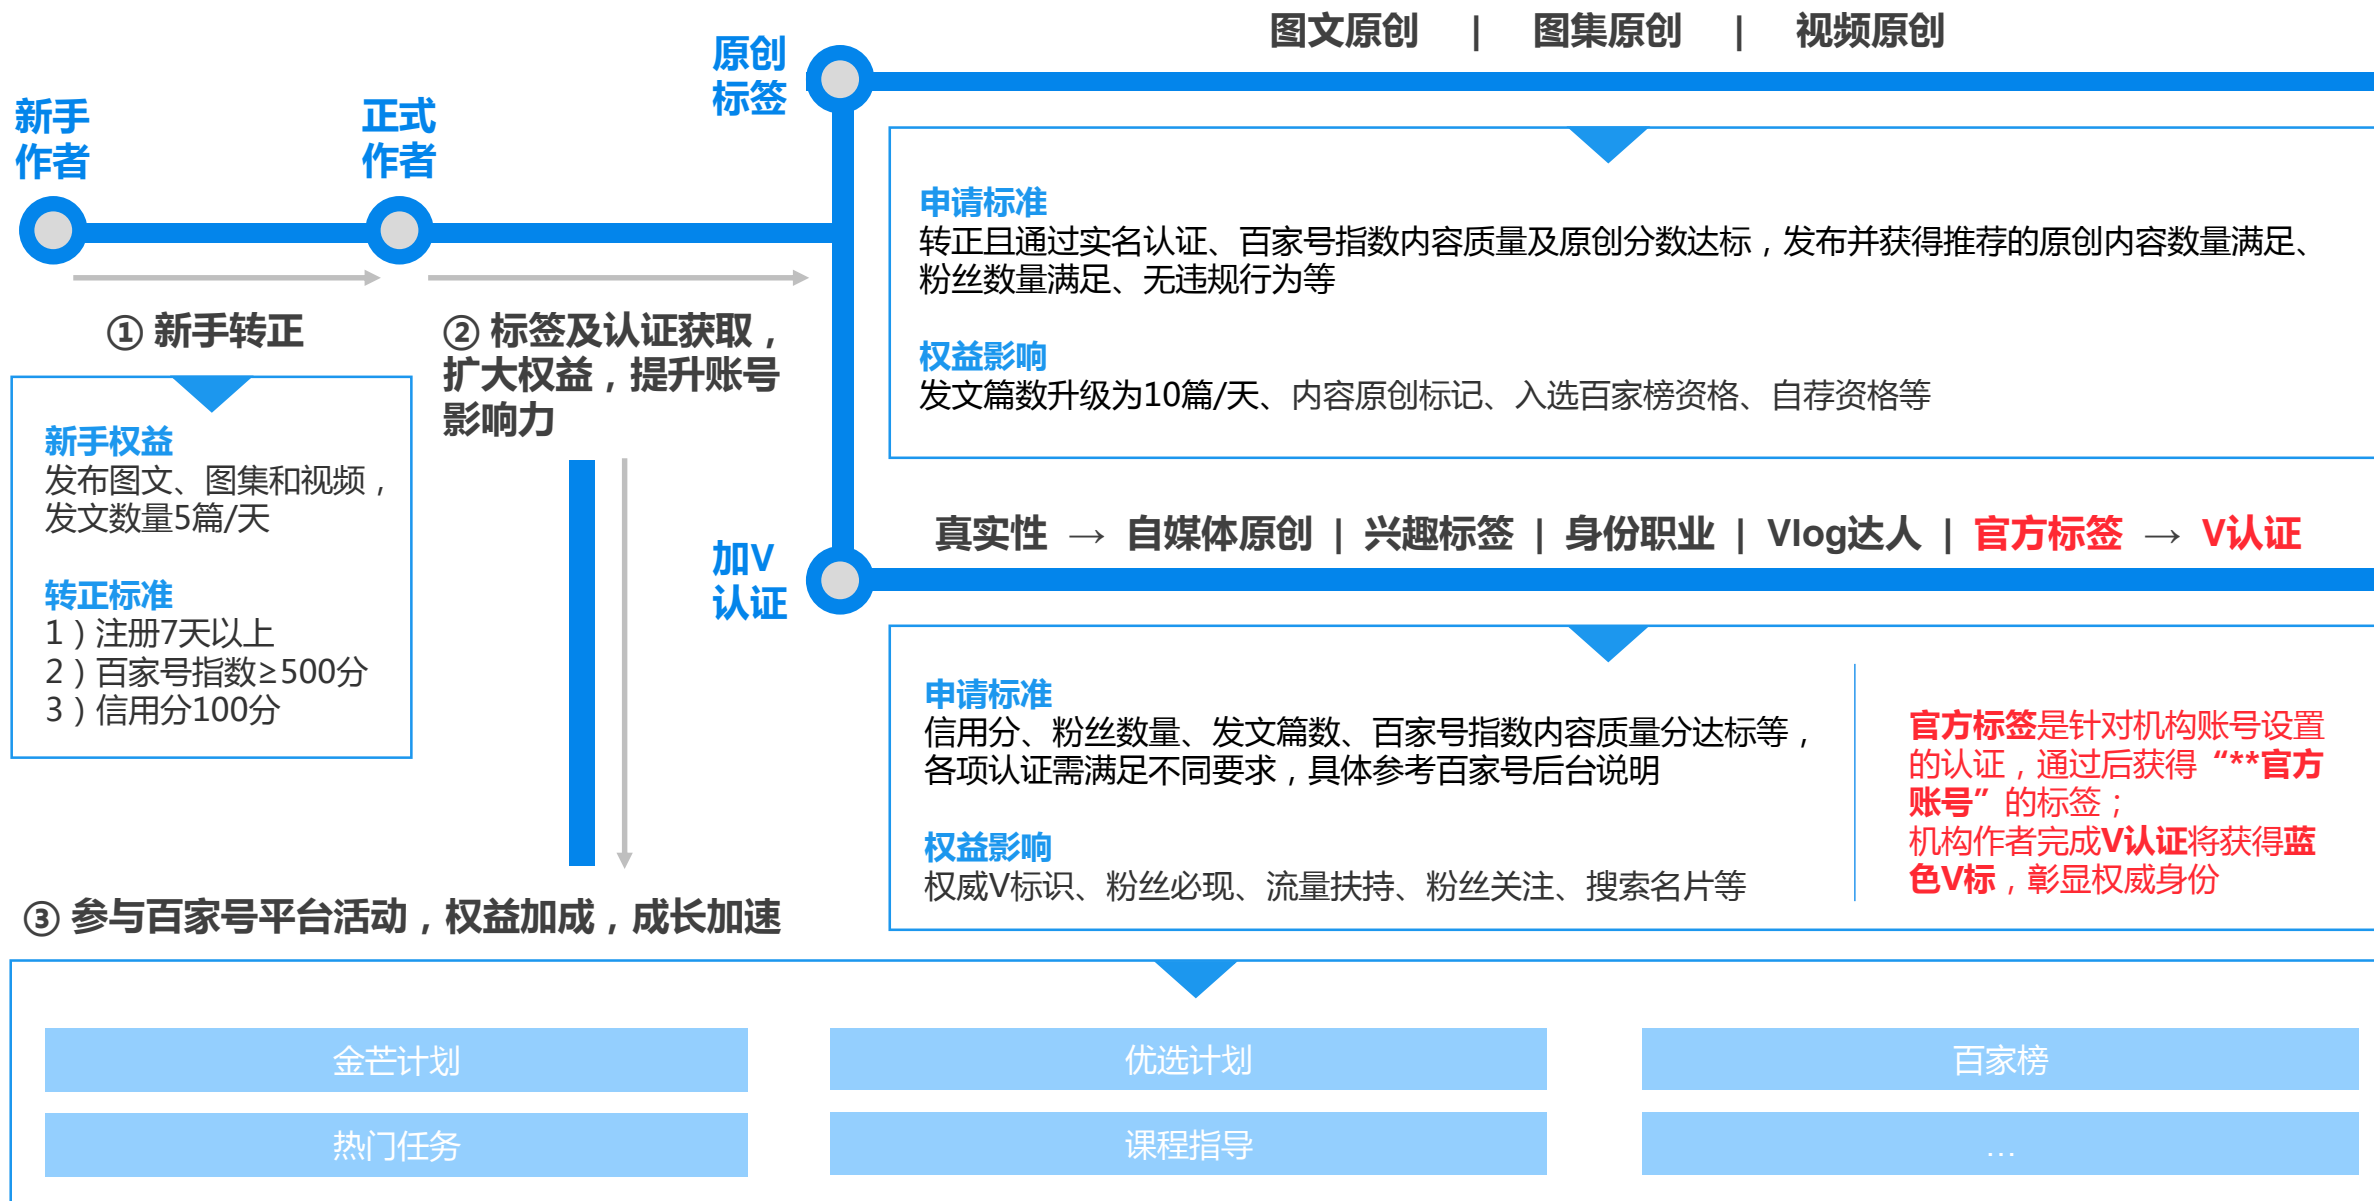 图文原创 | 图集原创 | 视频原创
原创
标签
新手
作者
正式
作者
申请标准
转正且通过实名认证、百家号指数内容质量及原创分数达标，发布并获得推荐的原创内容数量满足、
粉丝数量满足、无违规行为等
权益影响
发文篇数升级为10篇/天、内容原创标记、入选百家榜资格、自荐资格等
① 新手转正
② 标签及认证获取，
扩大权益，提升账号
影响力
新手权益
发布图文、图集和视频，
发文数量5篇/天
转正标准
1）注册7天以上
2）百家号指数≥500分
3）信用分100分
加V
认证
真实性 → 自媒体原创 | 兴趣标签 | 身份职业 | Vlog达人 | 官方标签 → V认证
申请标准
信用分、粉丝数量、发文篇数、百家号指数内容质量分达标等，
各项认证需满足不同要求，具体参考百家号后台说明
权益影响
权威V标识、粉丝必现、流量扶持、粉丝关注、搜索名片等
官方标签是针对机构账号设置
的认证，通过后获得“**官方
账号”的标签；
机构作者完成V认证将获得蓝
色V标，彰显权威身份
③ 参与百家号平台活动，权益加成，成长加速
金芒计划
优选计划
百家榜
热门任务
课程指导
…